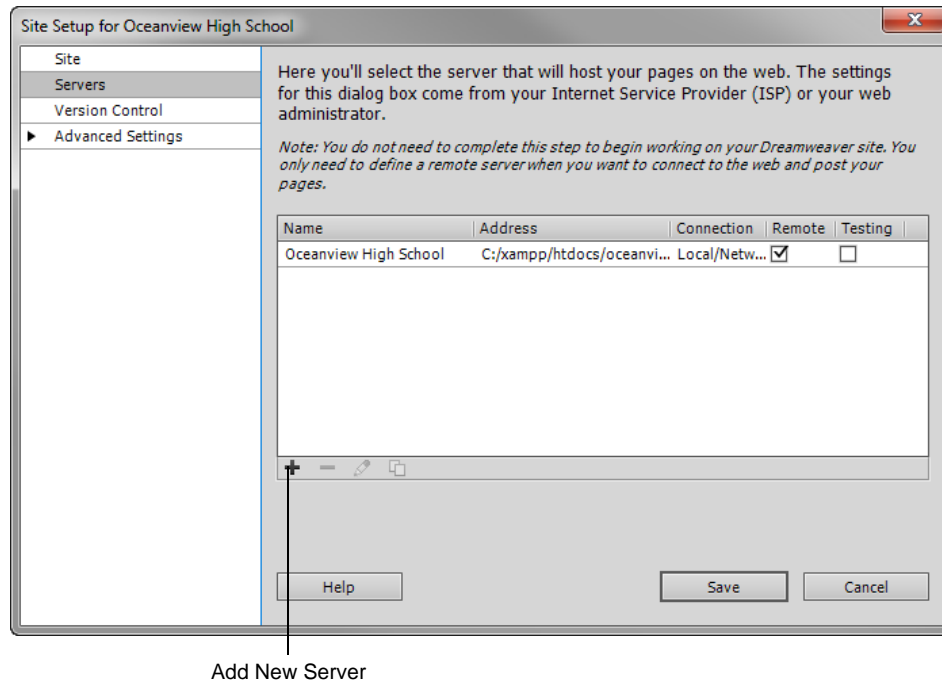 Site Setup for Oceanview High School
Site
Servers
Version Control
Advanced Settings
Here you'll select the server that will host your pages on the web. The settings
for this dialog box come from your Internet Service Provider (ISP) or your web
administrator.
Note: You do not need to complete this step to begin working on your Dreamweaver site. You
only need to define a remote server when you want to connect to the web and post your
pages.
Name Address Connection Remote Testing
Oceanview High School C:/xampp/htdocs/oceanvi... Local/Netw...
Help Save Cancel
Add New Server